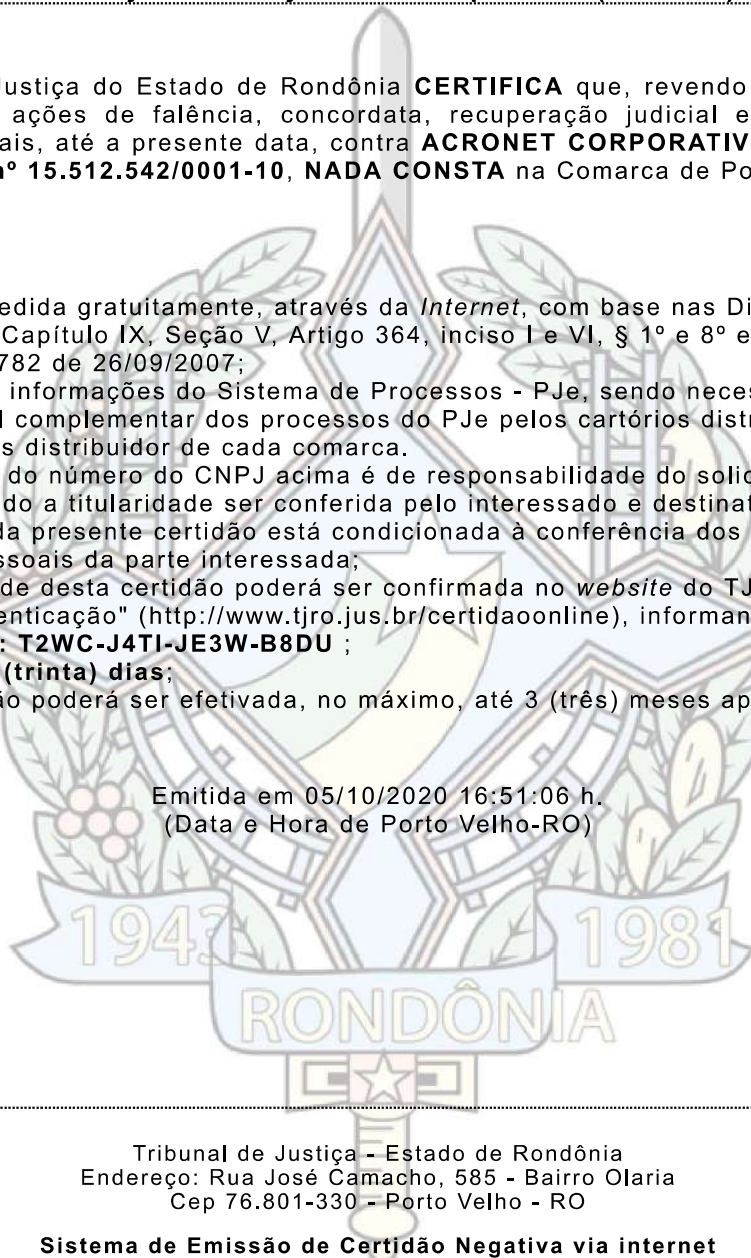 Justiça do Estado de Rondônia CERTIFICA que, revendo
ações de falência, concordata, recuperação judicial e
ais, até a presente data, contra ACRONET CORPORATIV
nº 15.512.542/0001-10, NADA CONSTA na Comarca de Po
edida gratuitamente, através da Internet, com base nas Di
Capítulo IX, Seção V, Artigo 364, inciso I e VI, § 1º e 8º e
782 de 26/09/2007;
informações do Sistema de Processos - PJe, sendo neces
l complementar dos processos do PJe pelos cartórios distr
s distribuidor de cada comarca.
do número do CNPJ acima é de responsabilidade do solic
do a titularidade ser conferida pelo interessado e destinat
da presente certidão está condicionada à conferência dos
ssoais da parte interessada;
de desta certidão poderá ser confirmada no website do TJ
enticação" (http://www.tjro.jus.br/certidaoonline), informan
: T2WC-J4TI-JE3W-B8DU ;
(trinta) dias;
ão poderá ser efetivada, no máximo, até 3 (três) meses ap
Emitida em 05/10/2020 16:51:06 h.
(Data e Hora de Porto Velho-RO)
1943 1981
RONDÔNIA
Tribunal de Justiça - Estado de Rondônia
Endereço: Rua José Camacho, 585 - Bairro Olaria
Cep 76.801-330 - Porto Velho - RO
Sistema de Emissão de Certidão Negativa via internet